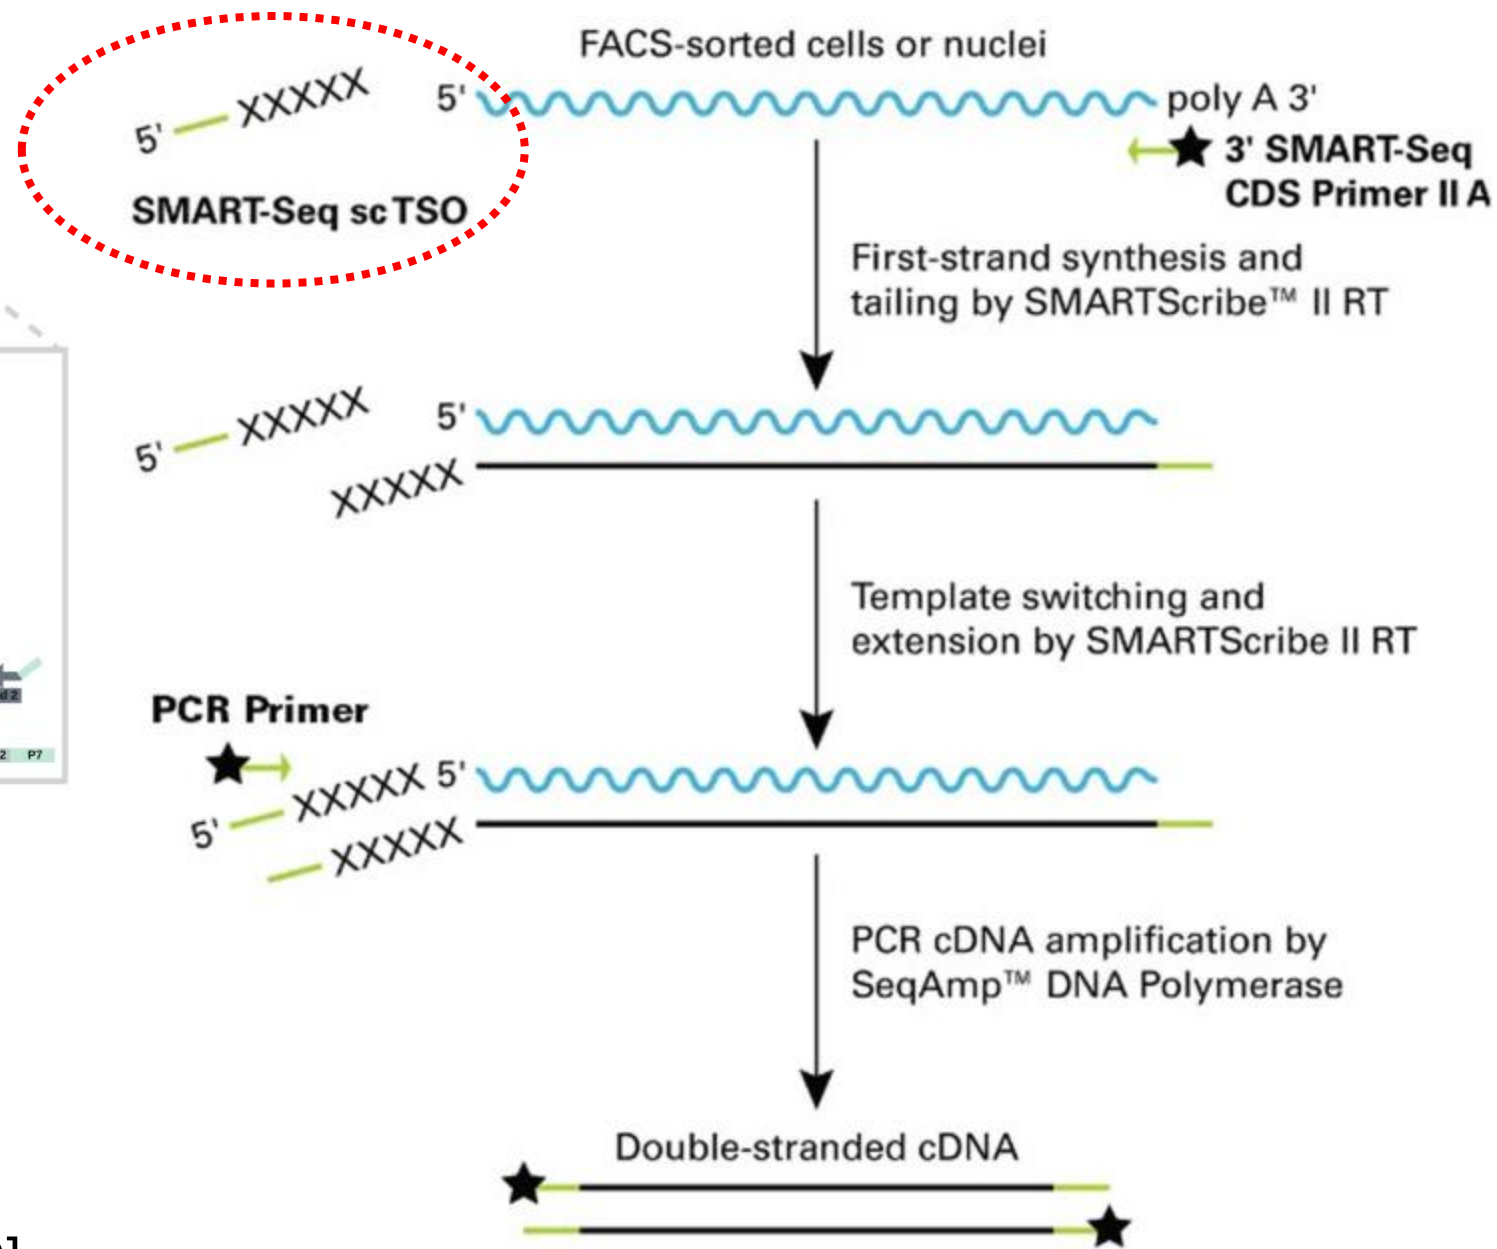 FACS-sorted cells or nuclei
5' XXXXX
5'
poly A 3'
SMART-Seq sc TSO
3' SMART-Seq
CDS Primer II A
First-strand synthesis and
tailing by SMARTScribe™ II RT
5' XXXXX
5'
XXXXX
Template switching and
extension by SMARTScribe II RT
d 2
2 P7
PCR Primer
5' XXXXX 5'
XXXXX
PCR cDNA amplification by
SeqAmp™ DNA Polymerase
Double-stranded cDNA